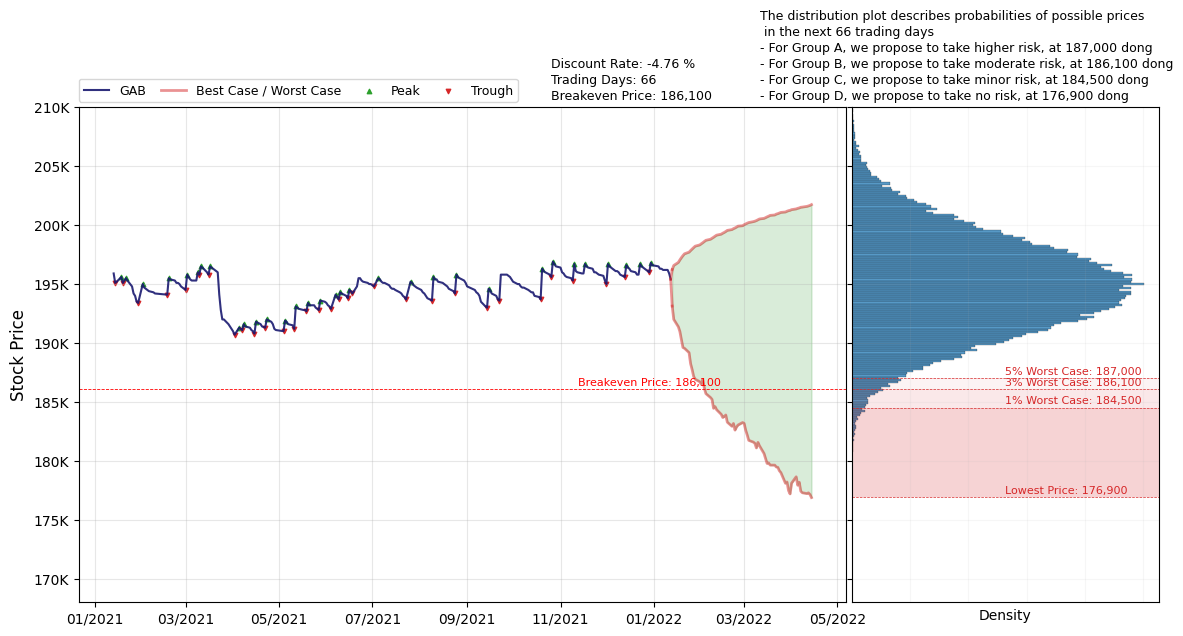 The distribution plot describes probabilities of possible prices
in the next 66 trading days
- For Group A, we propose to take higher risk, at 187,000 dong
- For Group B, we propose to take moderate risk, at 186,100 dong
- For Group C, we propose to take minor risk, at 184,500 dong
- For Group D, we propose to take no risk, at 176,900 dong
Discount Rate: -4.76 %
Trading Days: 66
Breakeven Price: 186,100
GAB Best Case / Worst Case Peak Trough
210K
205K
200K
195K
190K
185K
180K
175K
170K
Stock Price
Breakeven Price: 186,100
5% Worst Case: 187,000
3% Worst Case: 186,100
1% Worst Case: 184,500
Lowest Price: 176,900
01/2021 03/2021 05/2021 07/2021 09/2021 11/2021 01/2022 03/2022 05/2022
Density